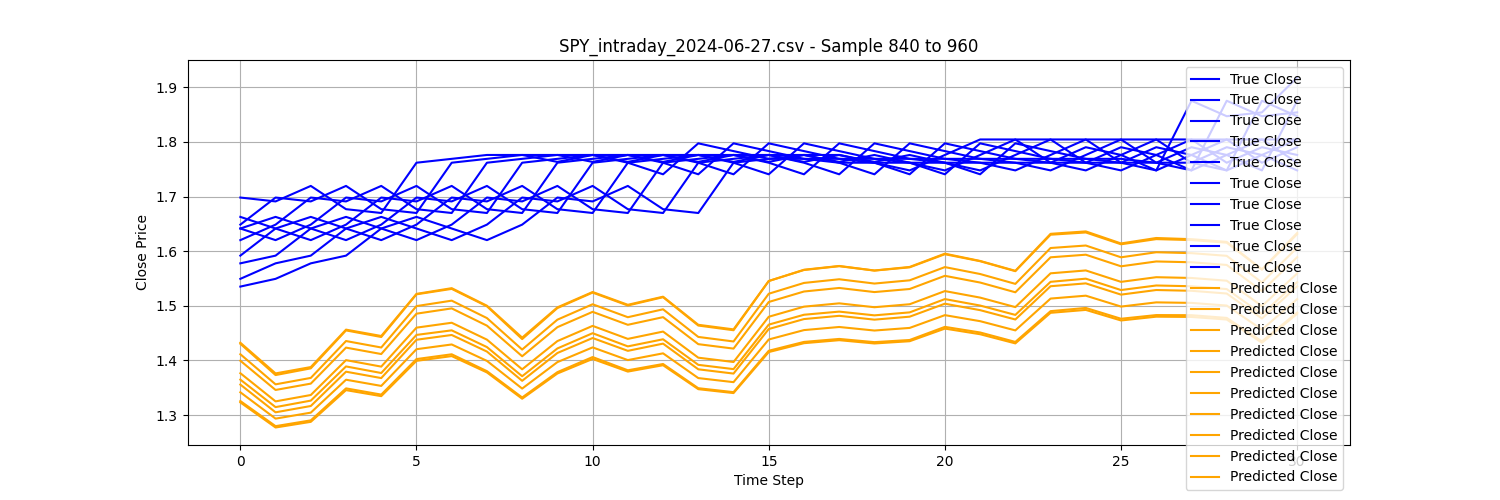 SPY_intraday_2024-06-27.csv - Sample 840 to 960
Close Price
1.9
1.8
1.7
1.6
1.5
1.4
1.3
0
5
10
15
20
25
30
Time Step
True Close
True Close
True Close
True Close
True Close
True Close
True Close
True Close
True Close
True Close
Predicted Close
Predicted Close
Predicted Close
Predicted Close
Predicted Close
Predicted Close
Predicted Close
Predicted Close
Predicted Close
Predicted Close